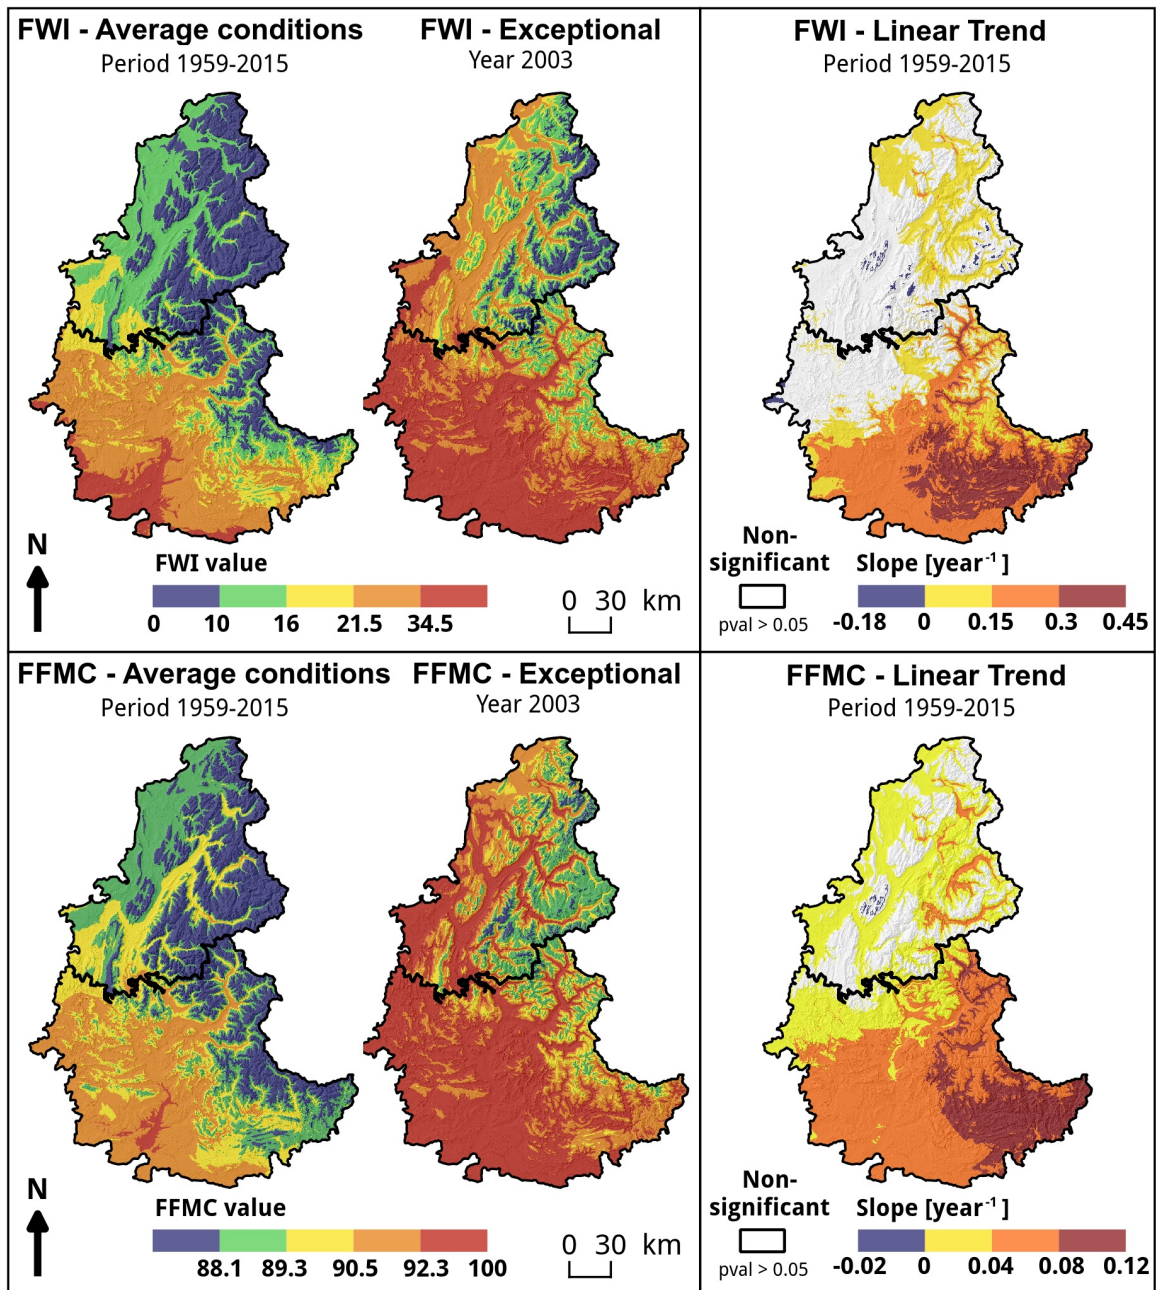 FWI - Average conditions
Period 1959-2015
FWI - Exceptional
Year 2003
FWI - Linear Trend
Period 1959-2015
N
FWI value
0 10 16 21.5 34.5
0 30 km
Non-
significant
pval > 0.05
Slope [year⁻¹]
-0.18 0 0.15 0.3 0.45
FFMC - Average conditions
Period 1959-2015
FFMC - Exceptional
Year 2003
FFMC - Linear Trend
Period 1959-2015
N
FFMC value
88.1 89.3 90.5 92.3 100
0 30 km
Non-
significant
pval > 0.05
Slope [year⁻¹]
-0.02 0 0.04 0.08 0.12